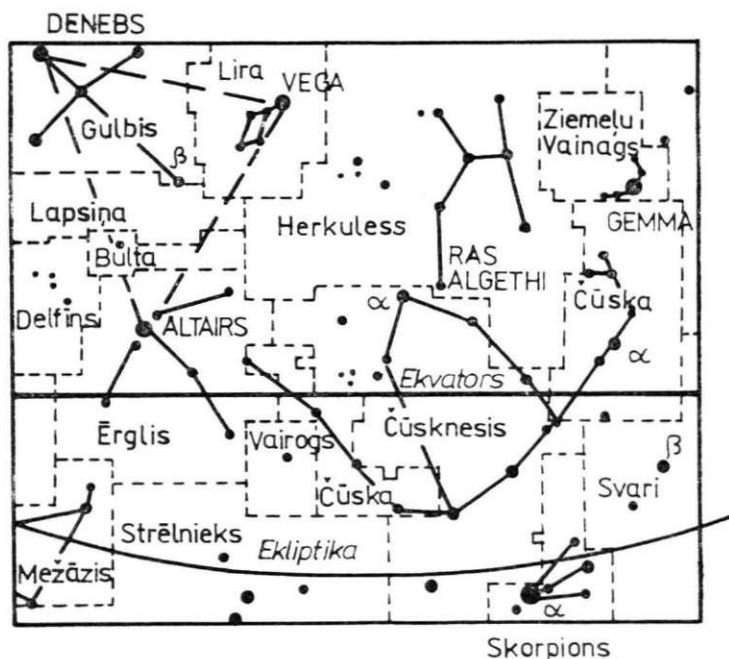 DENEBS
Lira
VEGA
Gulbis
β
Ziemeļu
Vainags
Lapsiņa
Herkuless
GEMMA
Bulta
RAS
ALGETHI
Čūska
Delfīns
ALTAIRS
α
α
Ekvators
Ērglis
Vairogs
Čūsknesis
β
Čūska
Svari
Strēlnieks
Ekliptika
Mežāzis
α
Skorpions